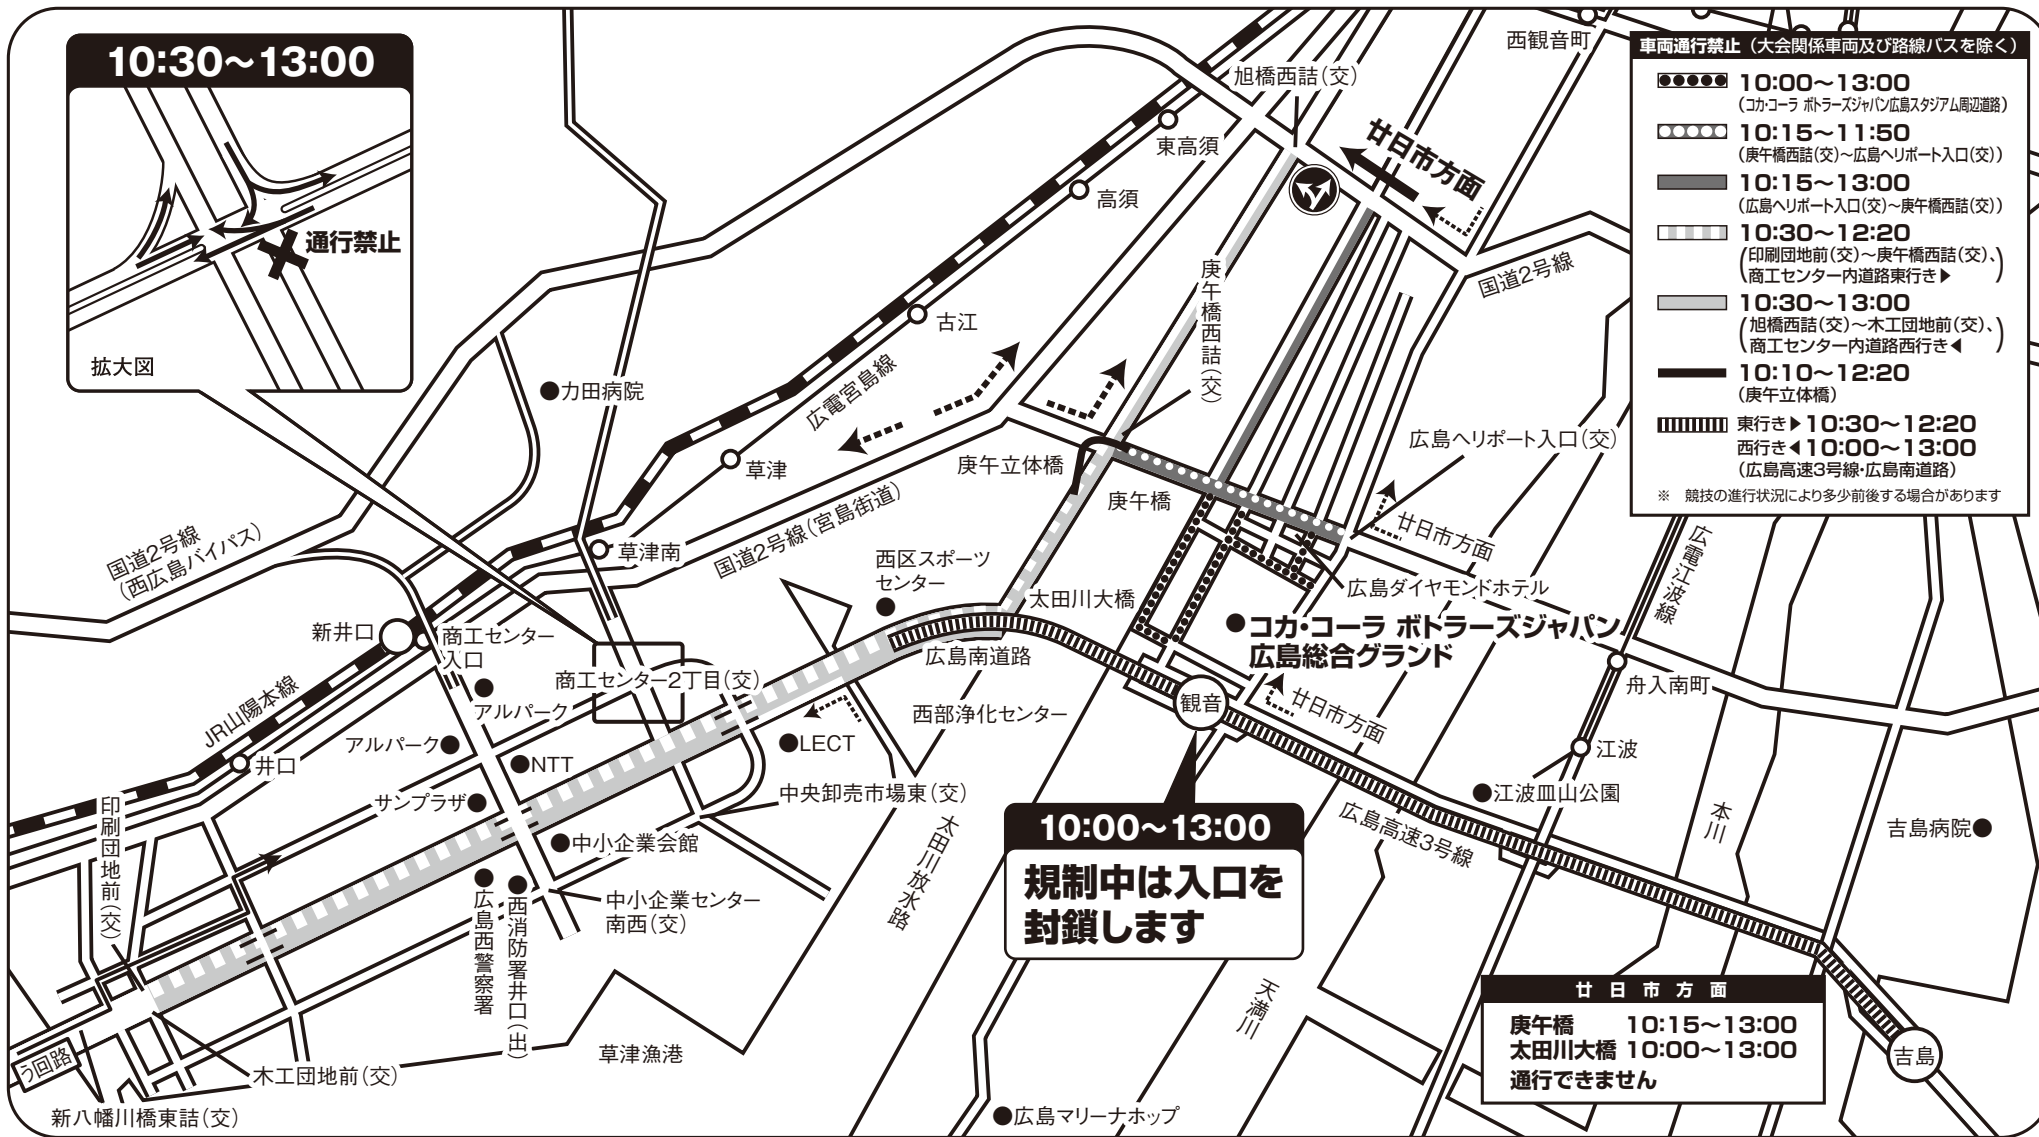 10:30～13:00
通行禁止
拡大図
車両通行禁止（大会関係車両及び路線バスを除く）
10:00～13:00
（コカ・コーラ ボトラーズジャパン広島スタジアム周辺道路）
10:15～11:50
（庚午橋西詰（交）～広島ヘリポート入口（交））
10:15～13:00
（広島ヘリポート入口（交）～庚午橋西詰（交））
10:30～12:20
（印刷団地前（交）～庚午橋西詰（交）、
商工センター内道路東行き▶）
10:30～13:00
（旭橋西詰（交）～木工団地前（交）、
商工センター内道路西行き◀）
10:10～12:20
（庚午立体橋）
東行き▶10:30～12:20
西行き◀10:00～13:00
（広島高速3号線・広島南道路）
※ 競技の進行状況により多少前後する場合があります
西観音町
旭橋西詰（交）
東高須
廿日市方面
高須
国道2号線
庚午橋西詰（交）
古江
広電宮島線
力田病院
草津
庚午立体橋
広島ヘリポート入口（交）
庚午橋
廿日市方面
国道2号線
（西広島バイパス）
草津南
国道2号線（宮島街道）
西区スポーツ
センター
広島ダイヤモンドホテル
広電江波線
太田川大橋
新井口
商工センター
入口
コカ・コーラ ボトラーズジャパン
広島総合グランド
広島南道路
商工センター2丁目（交）
舟入南町
JR山陽本線
アルパーク
西部浄化センター
観音
廿日市方面
アルパーク
LECT
井口
NTT
江波
サンプラザ
中央卸売市場東（交）
江波皿山公園
印刷団地前（交）
太田川放水路
広島高速3号線
本川
吉島病院
中小企業会館
10:00～13:00
規制中は入口を
封鎖します
広島西警察署
西消防署井口（出）
中小企業センター
南西（交）
天満川
廿日市方面
庚午橋 10:15～13:00
太田川大橋 10:00～13:00
通行できません
吉島
草津漁港
う回路
木工団地前（交）
新八幡川橋東詰（交）
広島マリーナホップ